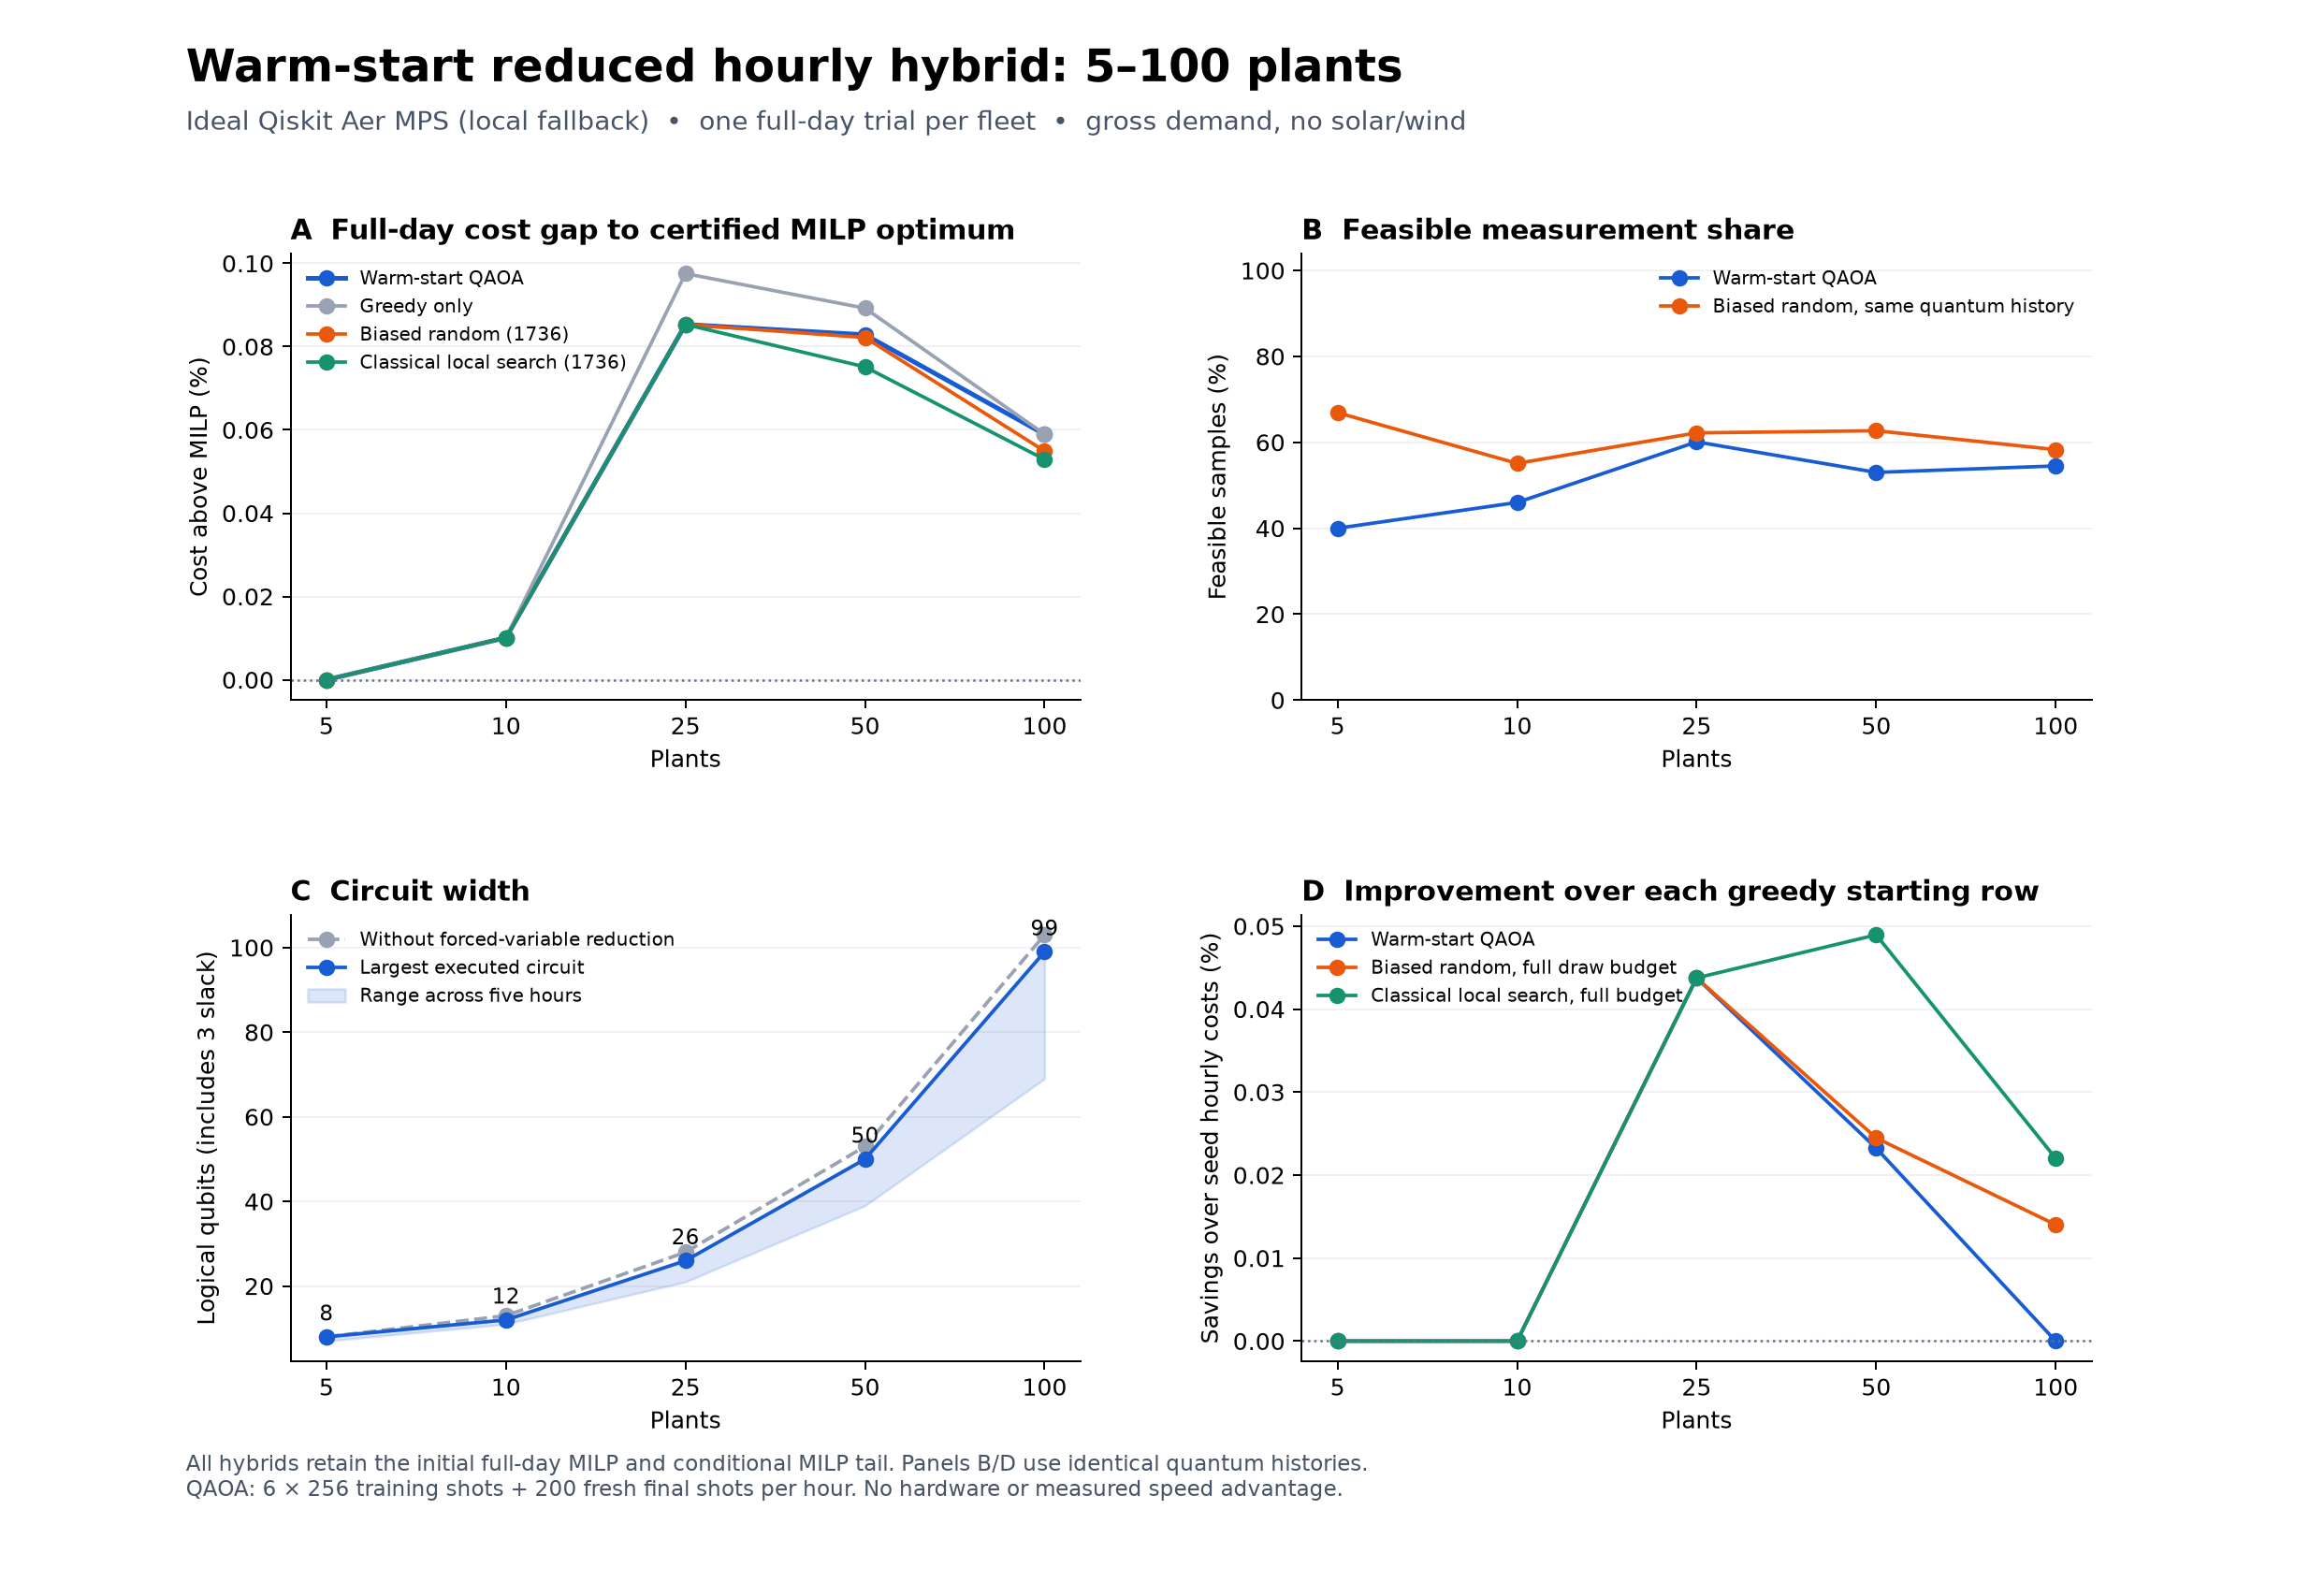 Warm-start reduced hourly hybrid: 5–100 plants
Ideal Qiskit Aer MPS (local fallback) • one full-day trial per fleet • gross demand, no solar/wind
A Full-day cost gap to certified MILP optimum
Warm-start QAOA
Greedy only
Biased random (1736)
Classical local search (1736)
Cost above MILP (%)
0.10
0.08
0.06
0.04
0.02
0.00
5 10 25 50 100
Plants
B Feasible measurement share
Warm-start QAOA
Biased random, same quantum history
Feasible samples (%)
100
80
60
40
20
0
5 10 25 50 100
Plants
C Circuit width
Without forced-variable reduction
Largest executed circuit
Range across five hours
Logical qubits (includes 3 slack)
100
80
60
40
20
8
12
26
50
99
5 10 25 50 100
Plants
D Improvement over each greedy starting row
Warm-start QAOA
Biased random, full draw budget
Classical local search, full budget
Savings over seed hourly costs (%)
0.05
0.04
0.03
0.02
0.01
0.00
5 10 25 50 100
Plants
All hybrids retain the initial full-day MILP and conditional MILP tail. Panels B/D use identical quantum histories.
QAOA: 6 × 256 training shots + 200 fresh final shots per hour. No hardware or measured speed advantage.